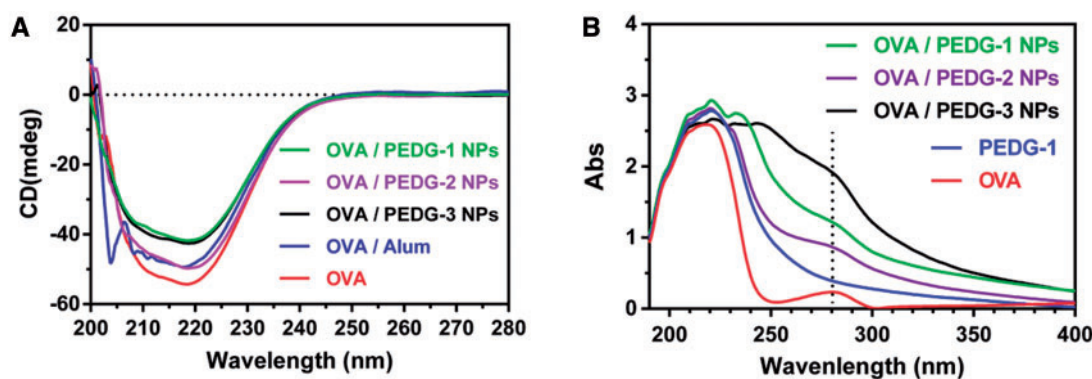 A
CD(mdeg)
20
0
-20
-40
-60
200 210 220 230 240 250 260 270 280
Wavelength (nm)
OVA / PEDG-1 NPs
OVA / PEDG-2 NPs
OVA / PEDG-3 NPs
OVA / Alum
OVA
B
Abs
4
3
2
1
0
200 250 300 350 400
Wavenlength (nm)
OVA / PEDG-1 NPs
OVA / PEDG-2 NPs
OVA / PEDG-3 NPs
PEDG-1
OVA